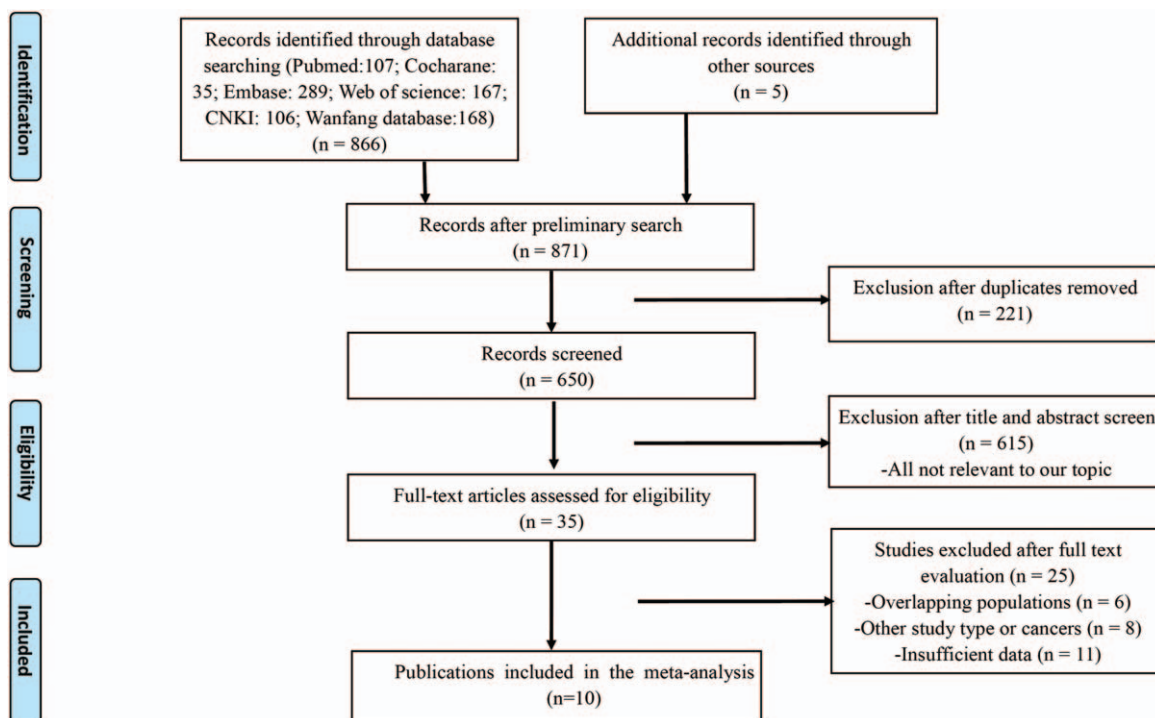 Identification
Records identified through database
searching (Pubmed:107; Cocharane:
35; Embase: 289; Web of science: 167;
CNKI: 106; Wanfang database:168)
(n = 866)
Additional records identified through
other sources
(n = 5)
Screening
Records after preliminary search
(n = 871)
Exclusion after duplicates removed
(n = 221)
Records screened
(n = 650)
Eligibility
Exclusion after title and abstract screen
(n = 615)
-All not relevant to our topic
Full-text articles assessed for eligibility
(n = 35)
Studies excluded after full text
evaluation (n = 25)
-Overlapping populations (n = 6)
-Other study type or cancers (n = 8)
-Insufficient data (n = 11)
Included
Publications included in the meta-analysis
(n=10)